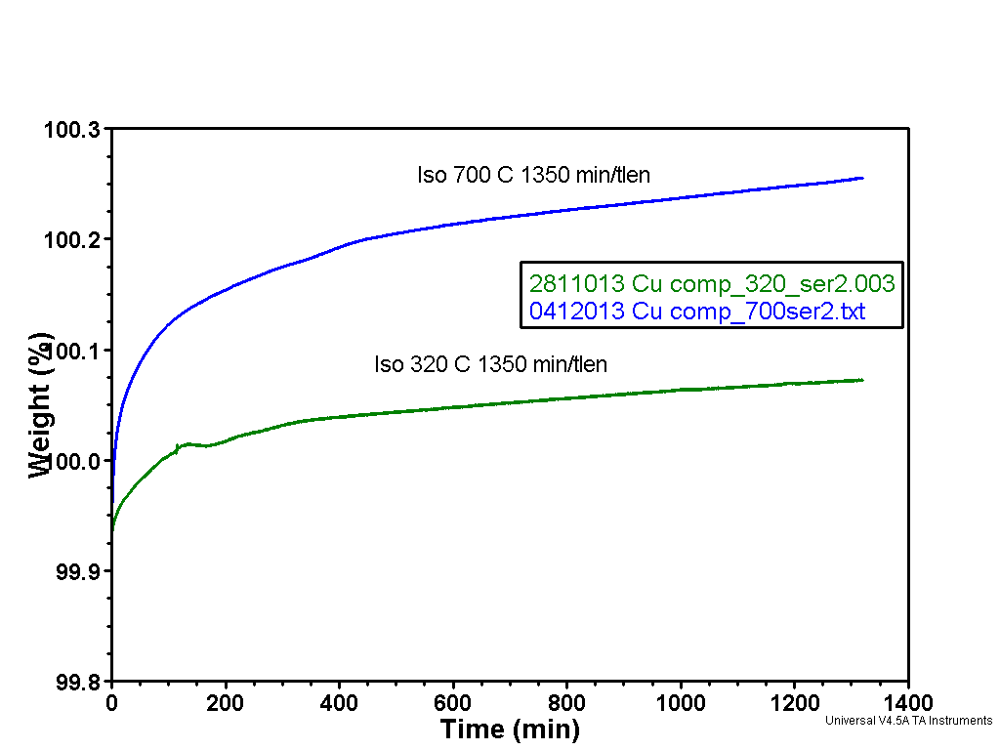 100.3
Iso 700 C 1350 min/tlen
100.2
2811013 Cu comp_320_ser2.003
0412013 Cu comp_700ser2.txt
100.1
Iso 320 C 1350 min/tlen
Weight (%)
100.0
99.9
99.8
0 200 400 600 800 1000 1200 1400
Time (min)
Universal V4.5A TA Instruments